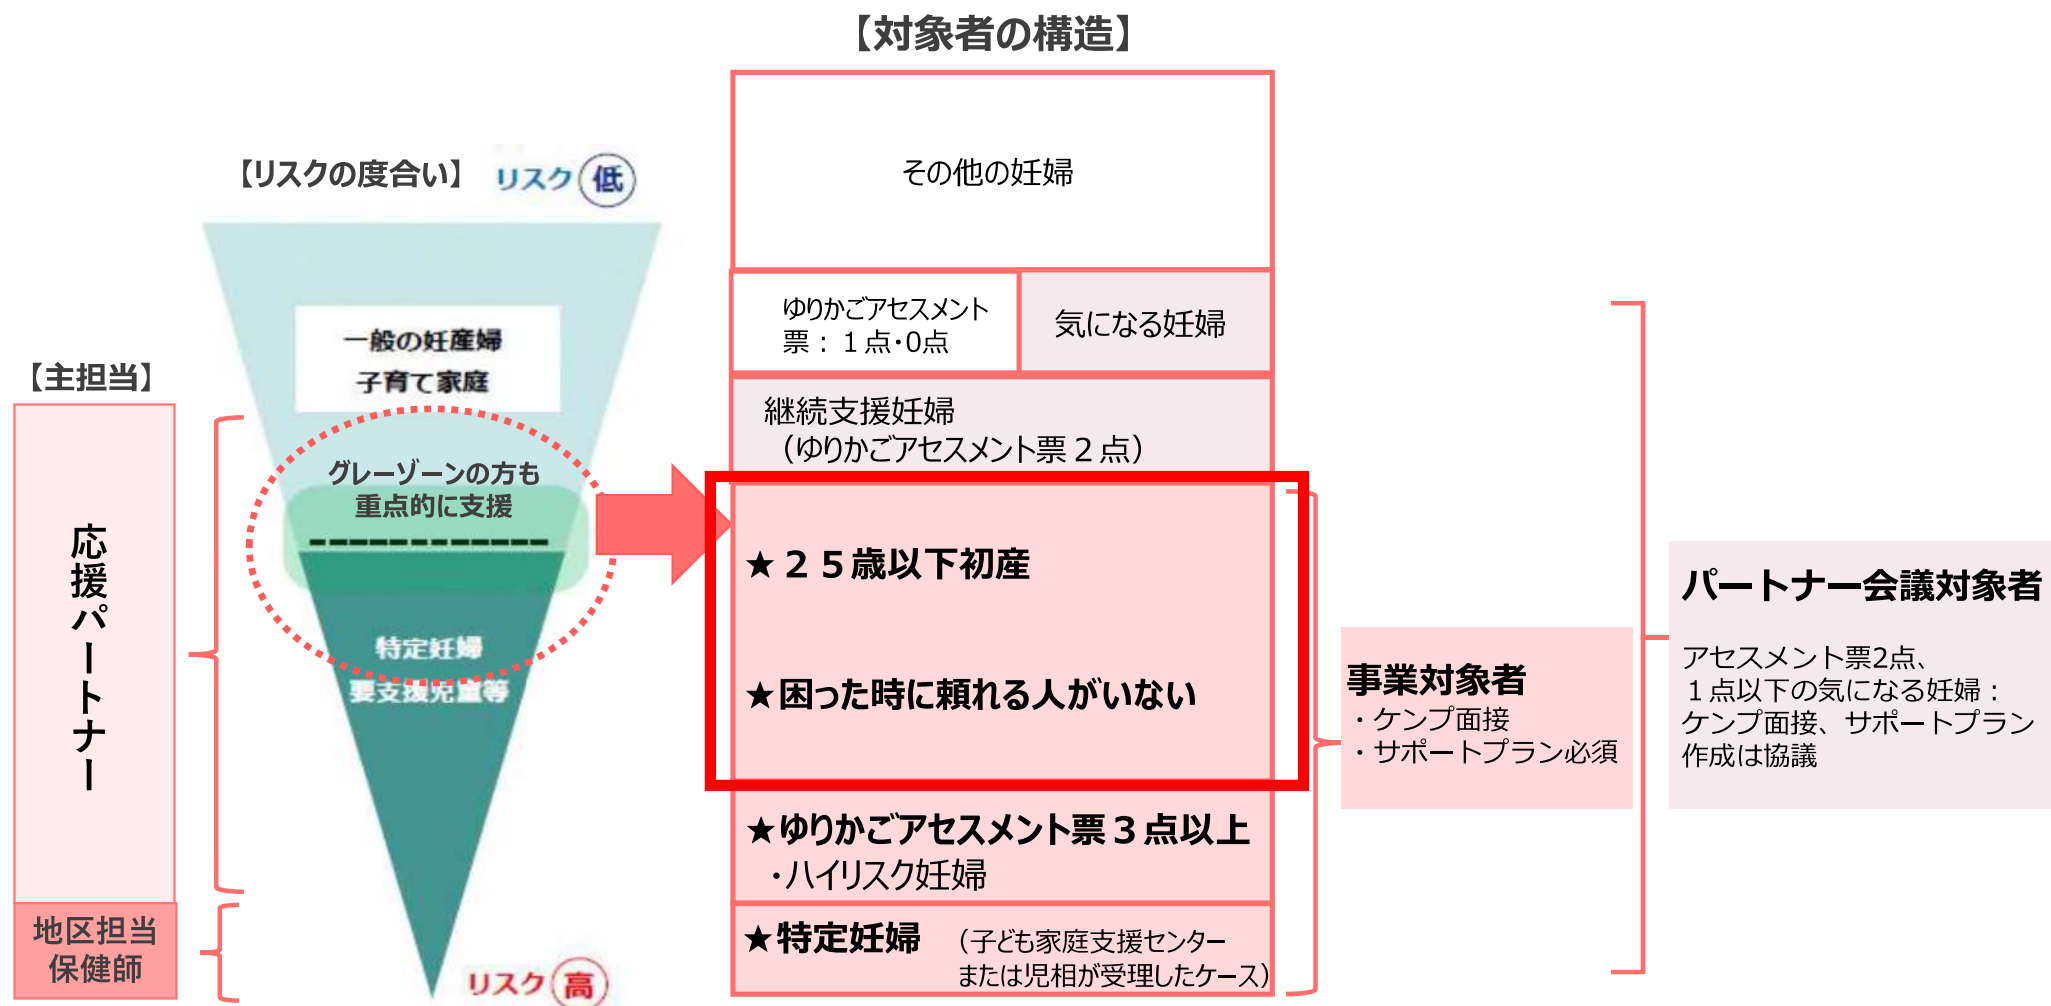 【対象者の構造】
【リスクの度合い】
リスク 低
一般の妊産婦
子育て家庭
グレーゾーンの方も
重点的に支援
特定妊婦
要支援児童等
リスク 高
【主担当】
応援パートナー
地区担当
保健師
その他の妊婦
ゆりかごアセスメント
票：１点・0点
気になる妊婦
継続支援妊婦
（ゆりかごアセスメント票２点）
★２５歳以下初産
★困った時に頼れる人がいない
★ゆりかごアセスメント票３点以上
・ハイリスク妊婦
★特定妊婦 （子ども家庭支援センター
または児相が受理したケース）
事業対象者
・ケンプ面接
・サポートプラン必須
パートナー会議対象者
アセスメント票2点、
１点以下の気になる妊婦：
ケンプ面接、サポートプラン
作成は協議